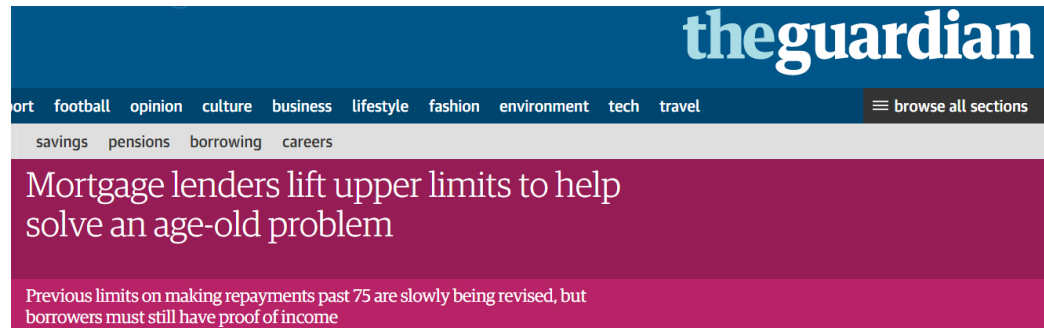 theguardian
ort football opinion culture business lifestyle fashion environment tech travel browse all sections
savings pensions borrowing careers
Mortgage lenders lift upper limits to help
solve an age-old problem
Previous limits on making repayments past 75 are slowly being revised, but
borrowers must still have proof of income